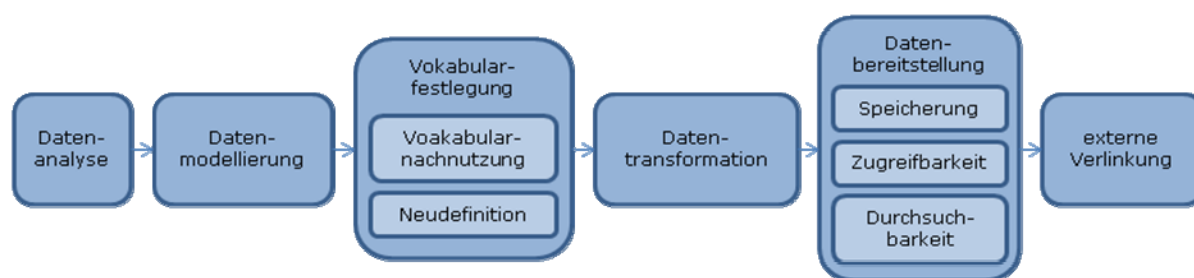 Daten-
analyse
Daten-
modellierung
Vokabular-
festlegung
Voakabular-
nachnutzung
Neudefinition
Daten-
transformation
Daten-
bereitstellung
Speicherung
Zugreifbarkeit
Durchsuch-
barkeit
externe
Verlinkung